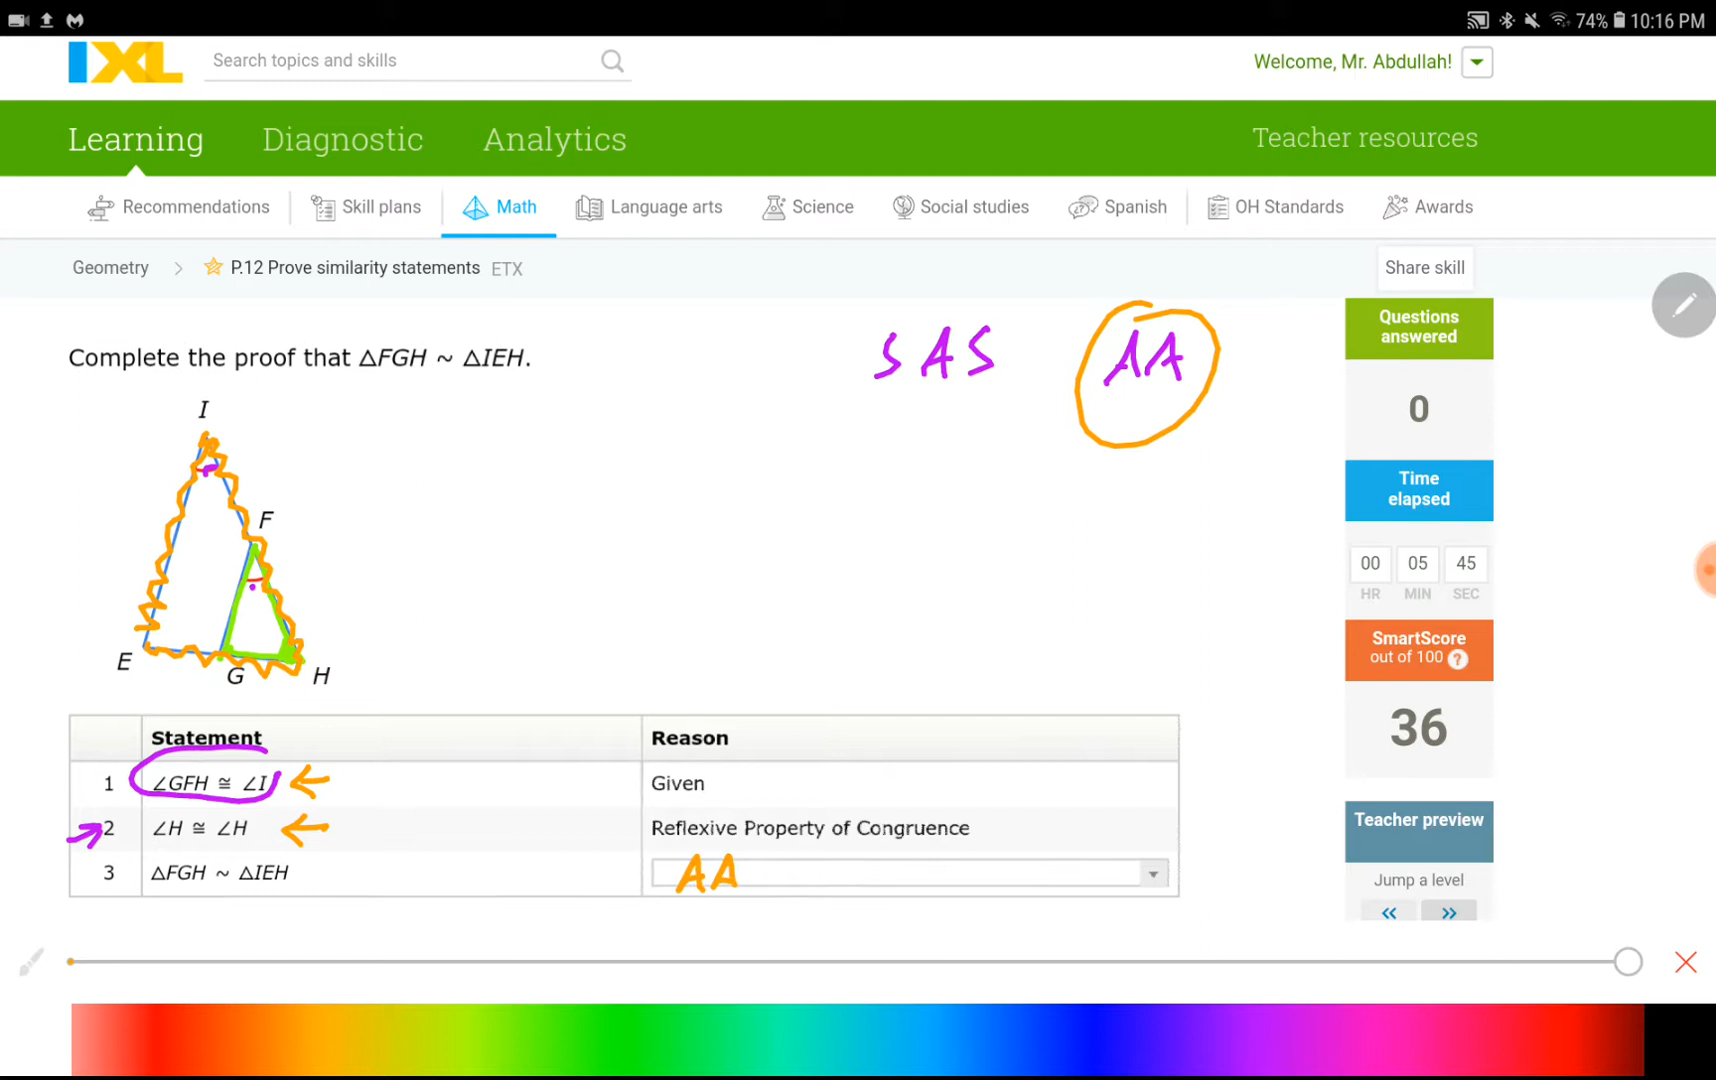 74% 10:16 PM
IXL Search topics and skills Welcome, Mr. Abdullah!
Learning Diagnostic Analytics Teacher resources
Recommendations Skill plans Math Language arts Science Social studies Spanish OH Standards Awards
Geometry > P.12 Prove similarity statements ETX Share skill
Complete the proof that △FGH ~ △IEH.
SAS AA
I
F
E
G
H
Statement Reason
1 ∠GFH ≅ ∠I Given
2 ∠H ≅ ∠H Reflexive Property of Congruence
3 △FGH ~ △IEH AA
Questions
answered
0
Time
elapsed
00 05 45
HR MIN SEC
SmartScore
out of 100 ?
36
Teacher preview
Jump a level
« »